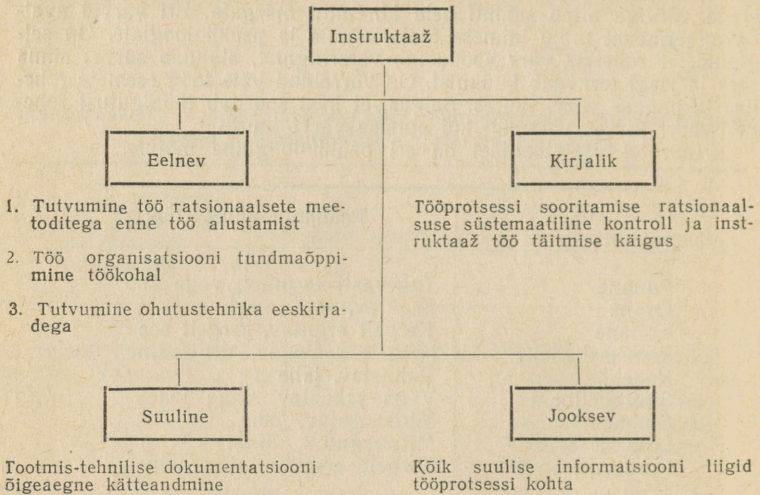 Instruktaaž
Eelnev
Kirjalik
1. Tutvumine töö ratsionaalsete mee-
toditega enne töö alustamist
2. Töö organisatsiooni tundmaõppi-
mine töökohal
3. Tutvumine ohutustehnika eeskirja-
dega
Tööprotsessi sooritamise ratsionaal-
suse süstemaatiline kontroll ja inst-
ruktaaž töö täitmise käigus
Suuline
Jooksev
Tootmis-tehnilise dokumentatsiooni
õigeaegne kätteandmine
Kõik suulise informatsiooni liigid
tööprotsessi kohta